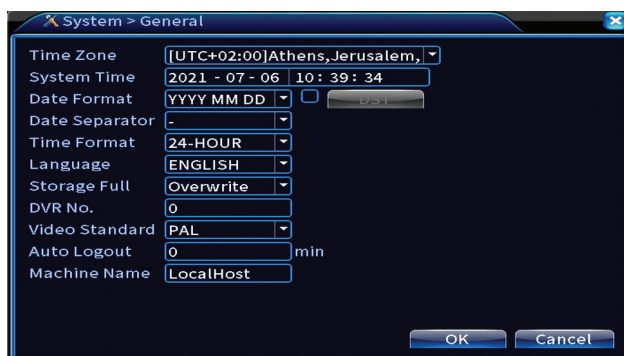 System > General
Time Zone [UTC+02:00]Athens,Jerusalem,
System Time 2021 - 07 - 06 10 : 39 : 34
Date Format YYYY MM DD DST
Date Separator -
Time Format 24-HOUR
Language ENGLISH
Storage Full Overwrite
DVR No. 0
Video Standard PAL
Auto Logout 0 min
Machine Name LocalHost
OK Cancel